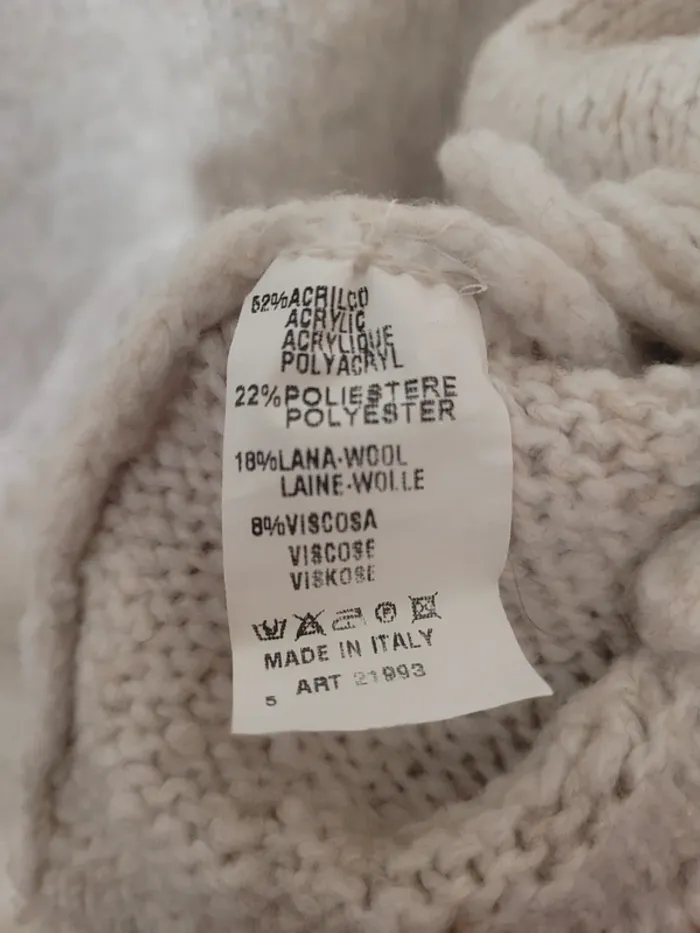 52%ACRILCO
ACRYLIC
ACRYLIQUE
POLYACRYL
22%POLIESTERE
POLYESTER
18%LANA-WOOL
LAINE-WOLLE
8%VISCOSA
VISCOSE
VISKOSE
MADE IN ITALY
5 ART 21993